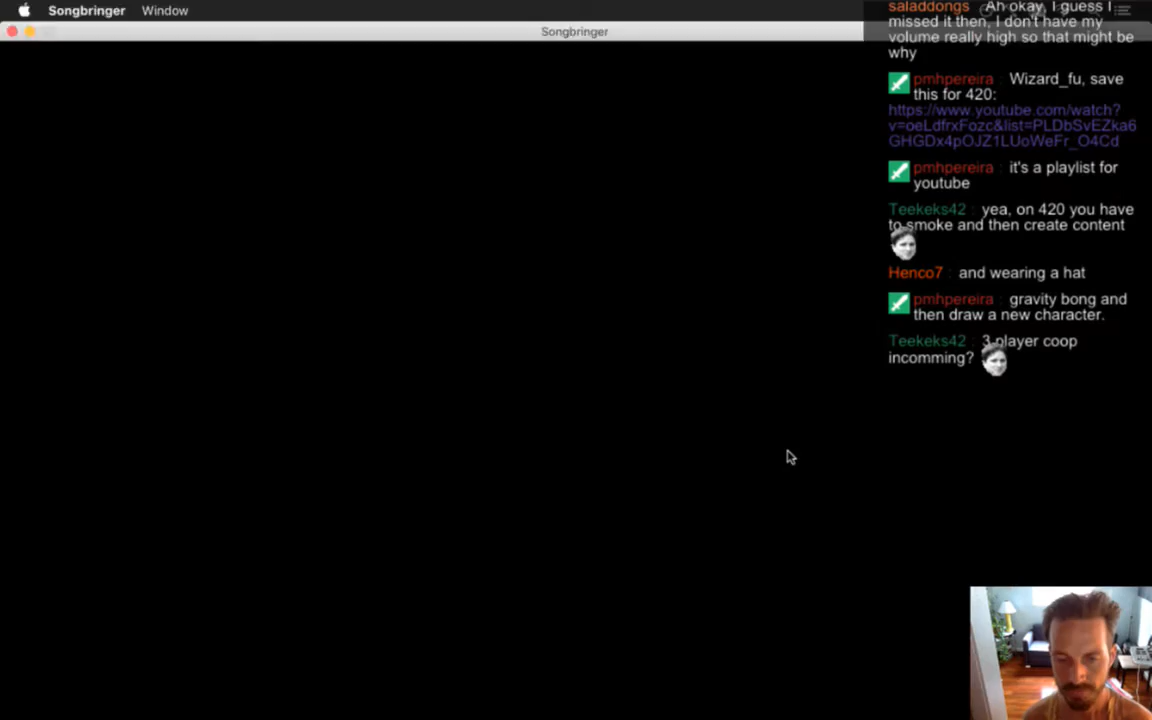 Songbringer Window
Songbringer
saladdongs Ah okay, I guess I
missed it then, I don't have my
volume really high so that might be
why
pmhpereira : Wizard_fu, save
this for 420:
https://www.youtube.com/watch?
v=oeLdfrxFozc&list=PLDbSvEZka6
GHGDx4pOJZ1LUoWeFr_O4Cd
pmhpereira : it's a playlist for
youtube
Teekeks42 : yea, on 420 you have
to smoke and then create content
Henco7 : and wearing a hat
pmhpereira : gravity bong and
then draw a new character.
Teekeks42 : 3 player coop
incomming?